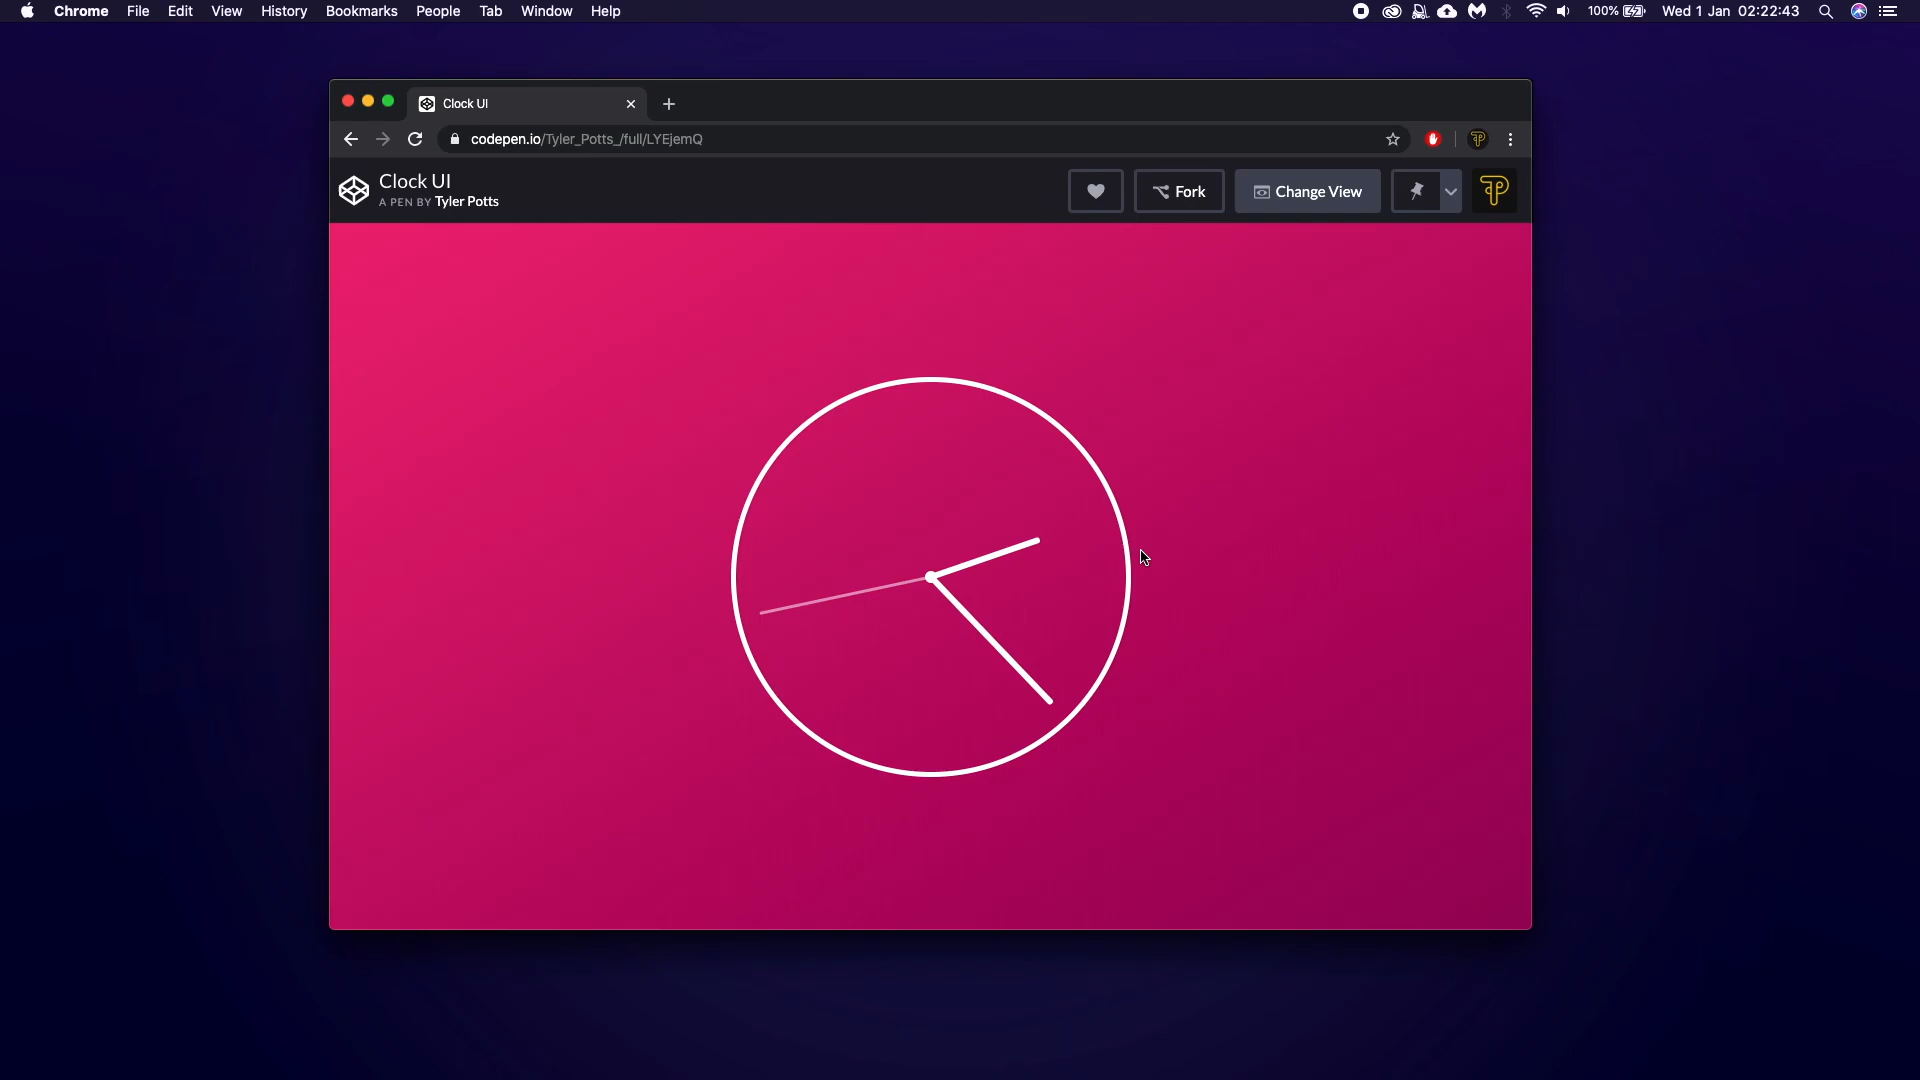 Chrome File Edit View History Bookmarks People Tab Window Help 100% Wed 1 Jan 02:22:43
Clock UI
codepen.io/Tyler_Potts_/full/LYEjemQ
Clock UI
A PEN BY Tyler Potts
Fork
Change View